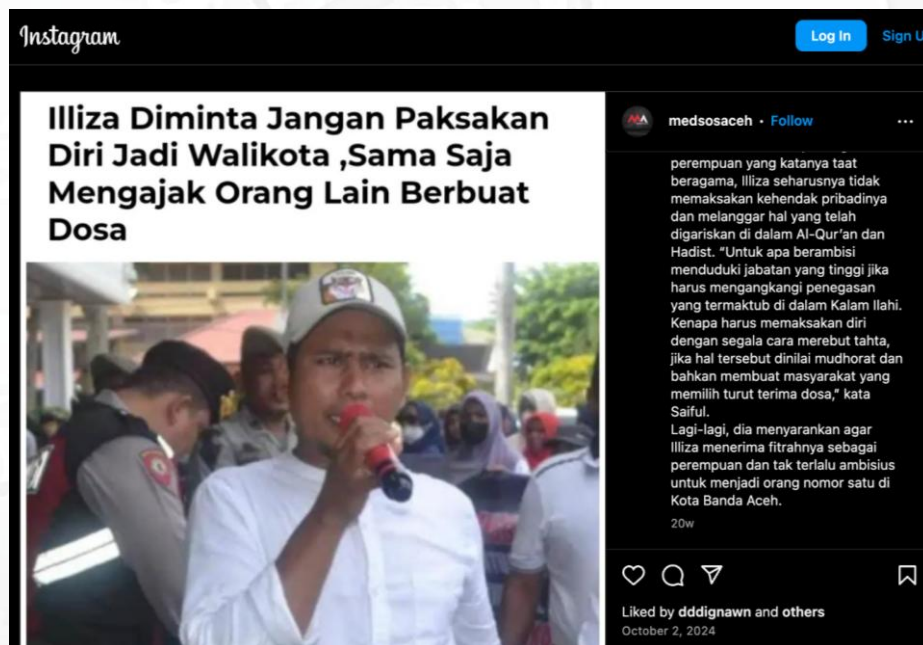 Instagram
Log In
Sign U
Illiza Diminta Jangan Paksakan
Diri Jadi Walikota ,Sama Saja
Mengajak Orang Lain Berbuat
Dosa
medsosaceh • Follow
perempuan yang katanya taat
beragama, Illiza seharusnya tidak
memaksakan kehendak pribadinya
dan melanggar hal yang telah
digariskan di dalam Al-Qur'an dan
Hadist. “Untuk apa berambisi
menduduki jabatan yang tinggi jika
harus mengangkangi penegasan
yang termaktub di dalam Kalam Ilahi.
Kenapa harus memaksakan diri
dengan segala cara merebut tahta,
jika hal tersebut dinilai mudhorat dan
bahkan membuat masyarakat yang
memilih turut terima dosa,” kata
Saiful.
Lagi-lagi, dia menyarankan agar
Illiza menerima fitrahnya sebagai
perempuan dan tak terlalu ambisius
untuk menjadi orang nomor satu di
Kota Banda Aceh.
20w
Liked by dddignawn and others
October 2, 2024